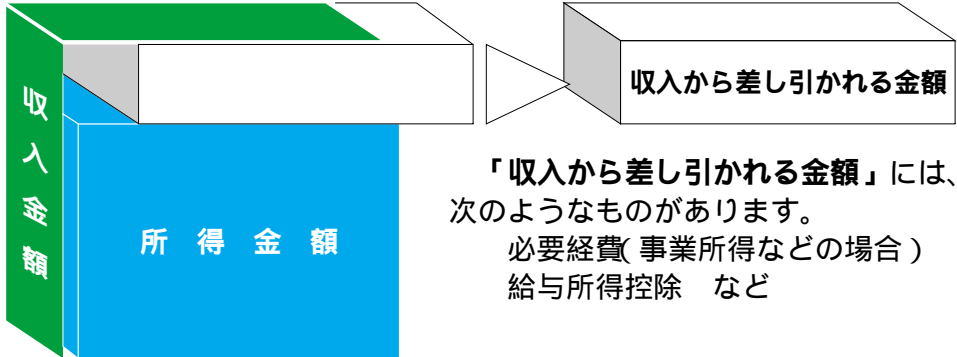 収入金額
所得金額
収入から差し引かれる金額
「収入から差し引かれる金額」には、
次のようなものがあります。
必要経費(事業所得などの場合)
給与所得控除　など